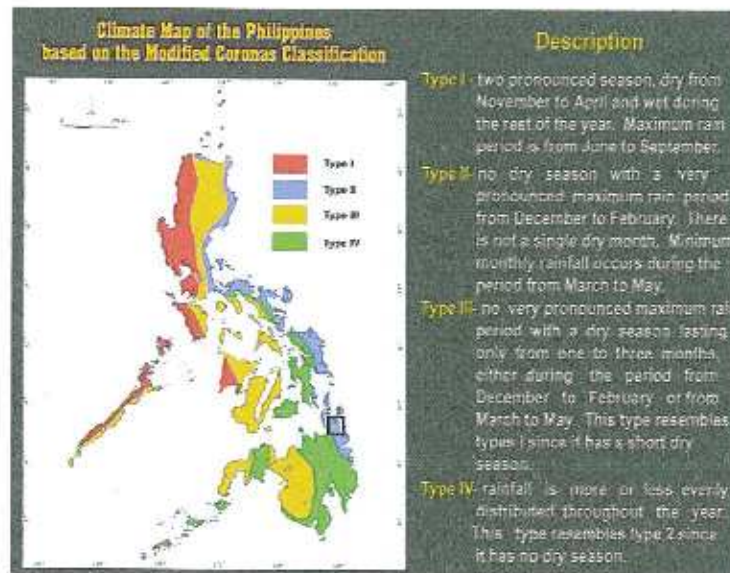 Climate Map of the Philippines
based on the Modified Coronas Classification
Type I
Type II
Type III
Type IV
Description
Type I - two pronounced season, dry from
November to April and wet during
the rest of the year. Maximum rain
period is from June to September.
Type II- no dry season with a very
pronounced maximum rain period
from December to February. There
is not a single dry month. Minimum
monthly rainfall occurs during the
period from March to May.
Type III- no very pronounced maximum rain
period with a dry season lasting
only from one to three months,
either during the period from
December to February or from
March to May. This type resembles
types I since it has a short dry
season.
Type IV- rainfall is more or less evenly
distributed throughout the year.
This type resembles type 2 since
it has no dry season.